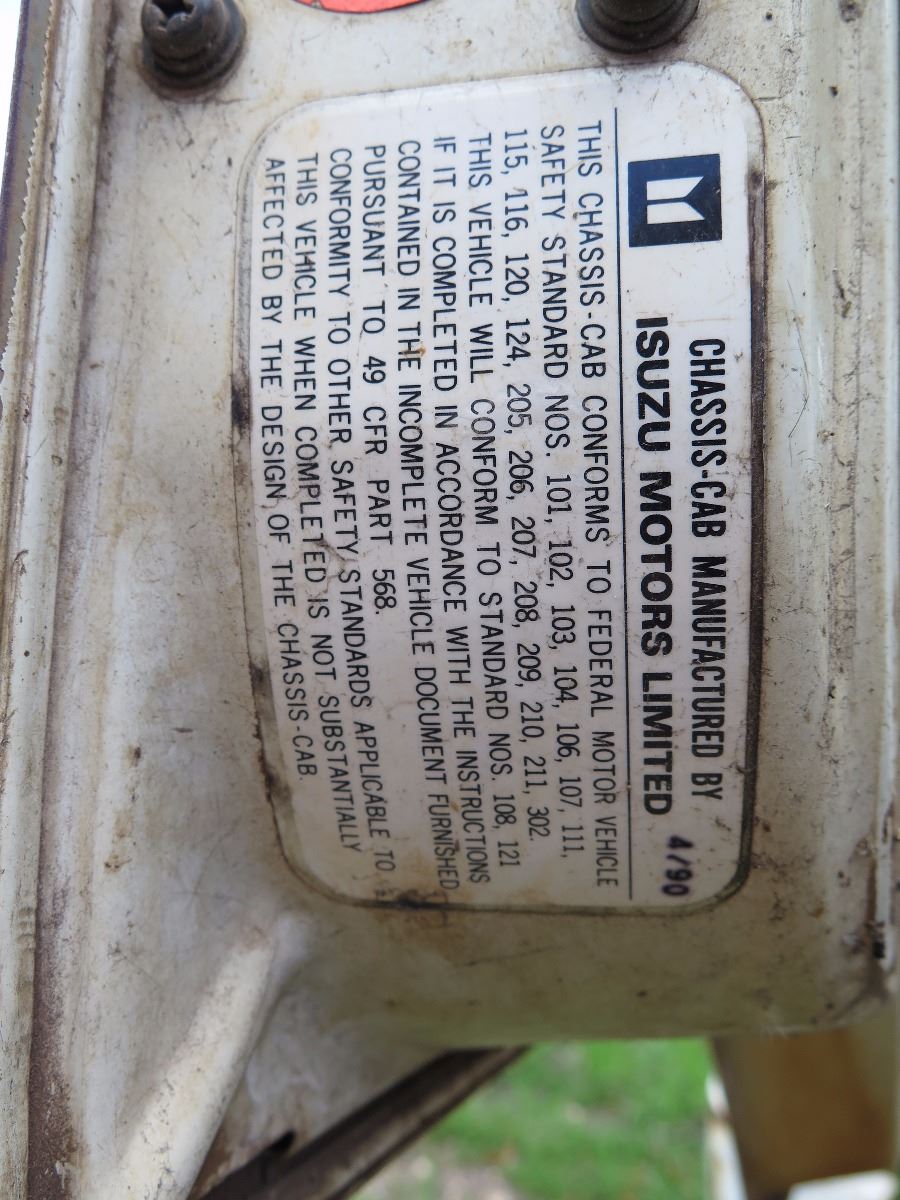 CHASSIS-CAB MANUFACTURED BY
ISUZU MOTORS LIMITED 4/90
THIS CHASSIS-CAB CONFORMS TO FEDERAL MOTOR VEHICLE
SAFETY STANDARD NOS. 101, 102, 103, 104, 106, 107, 111,
115, 116, 120, 124, 205, 206, 207, 208, 209, 210, 211, 302.
THIS VEHICLE WILL CONFORM TO STANDARD NOS. 108, 121
IF IT IS COMPLETED IN ACCORDANCE WITH THE INSTRUCTIONS
CONTAINED IN THE INCOMPLETE VEHICLE DOCUMENT FURNISHED
PURSUANT TO 49 CFR PART 568.
CONFORMITY TO OTHER SAFETY STANDARDS APPLICABLE TO
THIS VEHICLE WHEN COMPLETED IS NOT SUBSTANTIALLY
AFFECTED BY THE DESIGN OF THE CHASSIS-CAB.